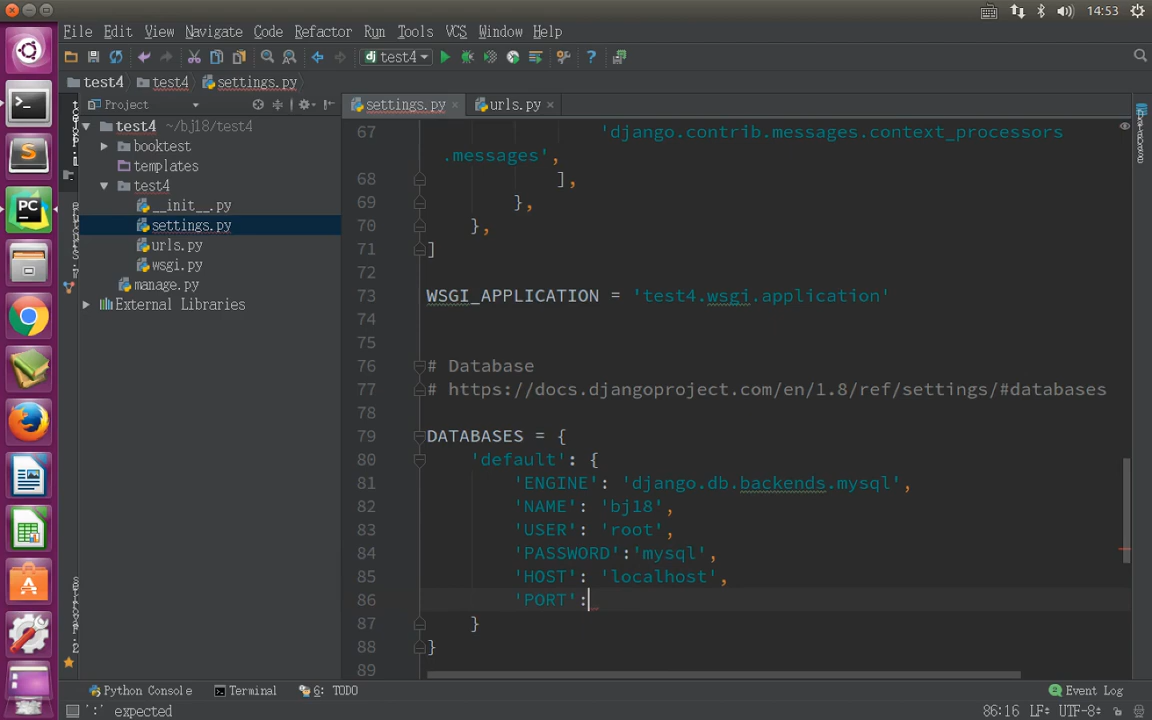 14:53
File Edit View Navigate Code Refactor Run Tools VCS Window Help
dj test4
test4 test4 settings.py
Project
settings.py urls.py
test4 ~/bj18/test4
booktest
templates
test4
__init__.py
settings.py
urls.py
wsgi.py
manage.py
External Libraries
67 'django.contrib.messages.context_processors
.messages',
68 ],
69 },
70 },
71 ]
72
73 WSGI_APPLICATION = 'test4.wsgi.application'
74
75
76 # Database
77 # https://docs.djangoproject.com/en/1.8/ref/settings/#databases
78
79 DATABASES = {
80 'default': {
81 'ENGINE': 'django.db.backends.mysql',
82 'NAME': 'bj18',
83 'USER': 'root',
84 'PASSWORD':'mysql',
85 'HOST': 'localhost',
86 'PORT':
87 }
88 }
89
Python Console Terminal 6: TODO Event Log
':' expected 86:16 LF÷ UTF-8÷